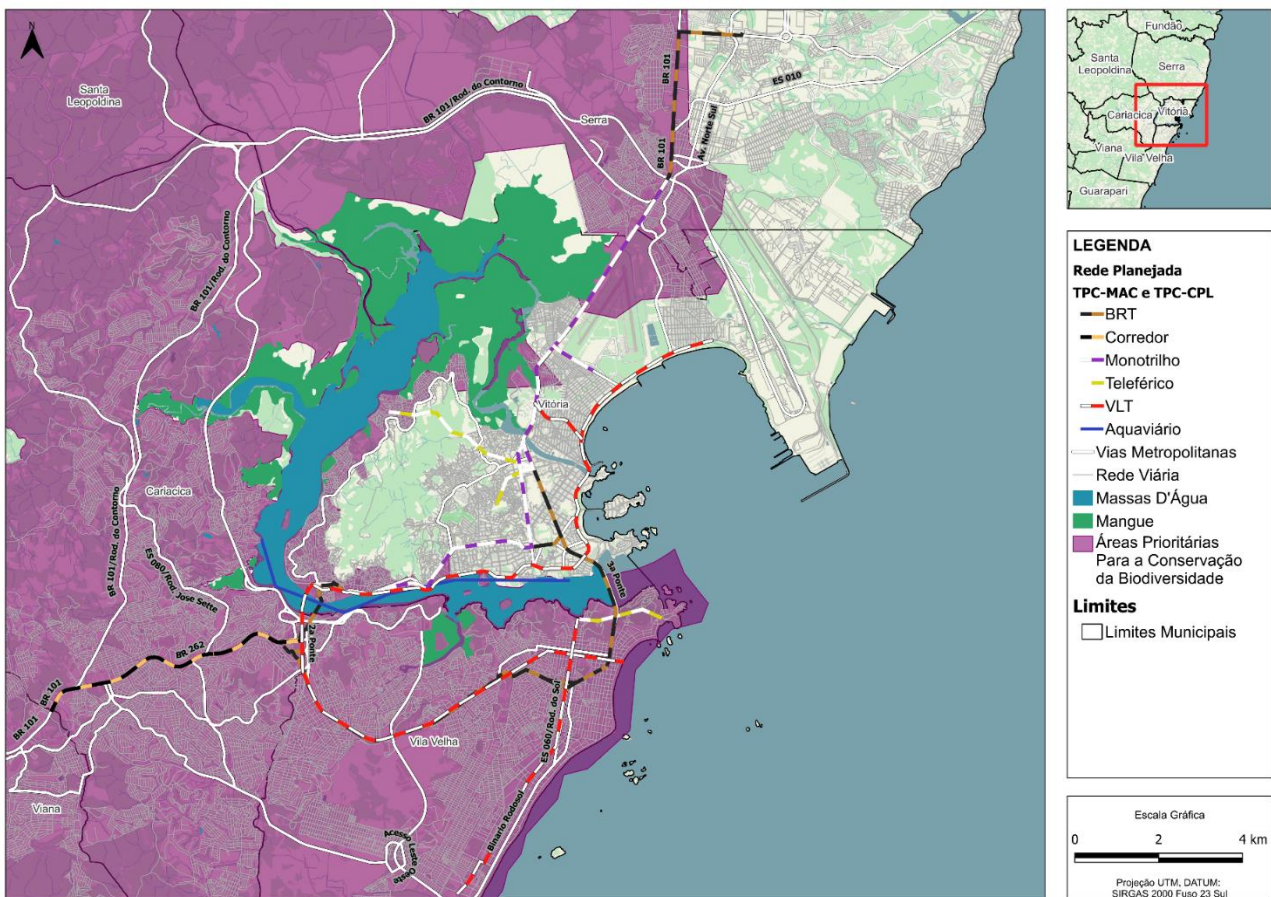 N
Santa
Leopoldina
BR 101/Rod. do Contorno
Serra
BR 101
BR 101
Av. Norte Sul
ES 010
BR 101/Rod. do Contorno
Vitória
Cariacica
BR 101/Rod. do Contorno
ES 080/Rod. Jose Sette
3a Ponte
2a Ponte
BR 262
BR 101
BR 101
Vila Velha
ES 060/Rod. do Sol
Viana
Binario Rodosol
Acesso Leste
Oeste
Fundão
Santa
Leopoldina
Serra
Cariacica
Vitória
Viana
Vila Velha
Guarapari
LEGENDA
Rede Planejada
TPC-MAC e TPC-CPL
BRT
Corredor
Monotrilho
Teleférico
VLT
Aquaviário
Vias Metropolitanas
Rede Viária
Massas D'Água
Mangue
Áreas Prioritárias
Para a Conservação
da Biodiversidade
Limites
Limites Municipais
Escala Gráfica
0 2 4 km
Projeção UTM, DATUM:
SIRGAS 2000 Fuso 23 Sul